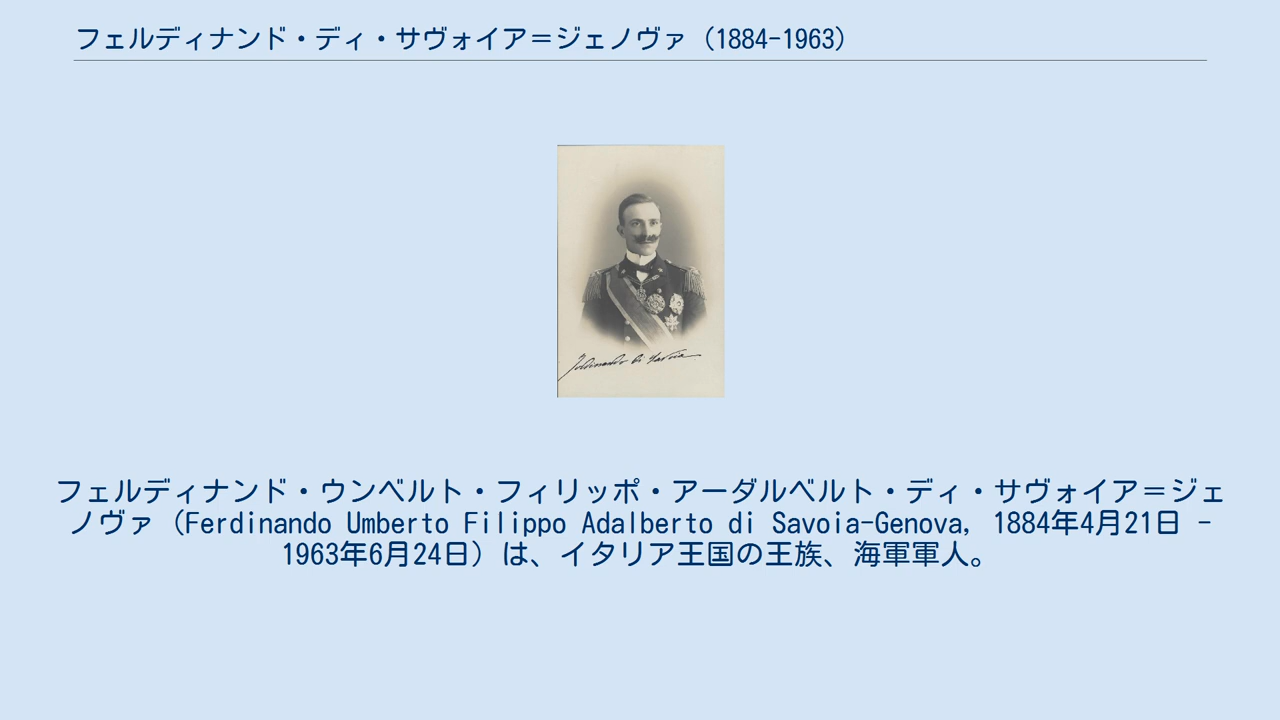 フェルディナンド・ディ・サヴォイア＝ジェノヴァ（1884-1963）
Ferdinando di Savoia
フェルディナンド・ウンベルト・フィリッポ・アーダルベルト・ディ・サヴォイア＝ジェ
ノヴァ（Ferdinando Umberto Filippo Adalberto di Savoia-Genova, 1884年4月21日 -
1963年6月24日）は、イタリア王国の王族、海軍軍人。